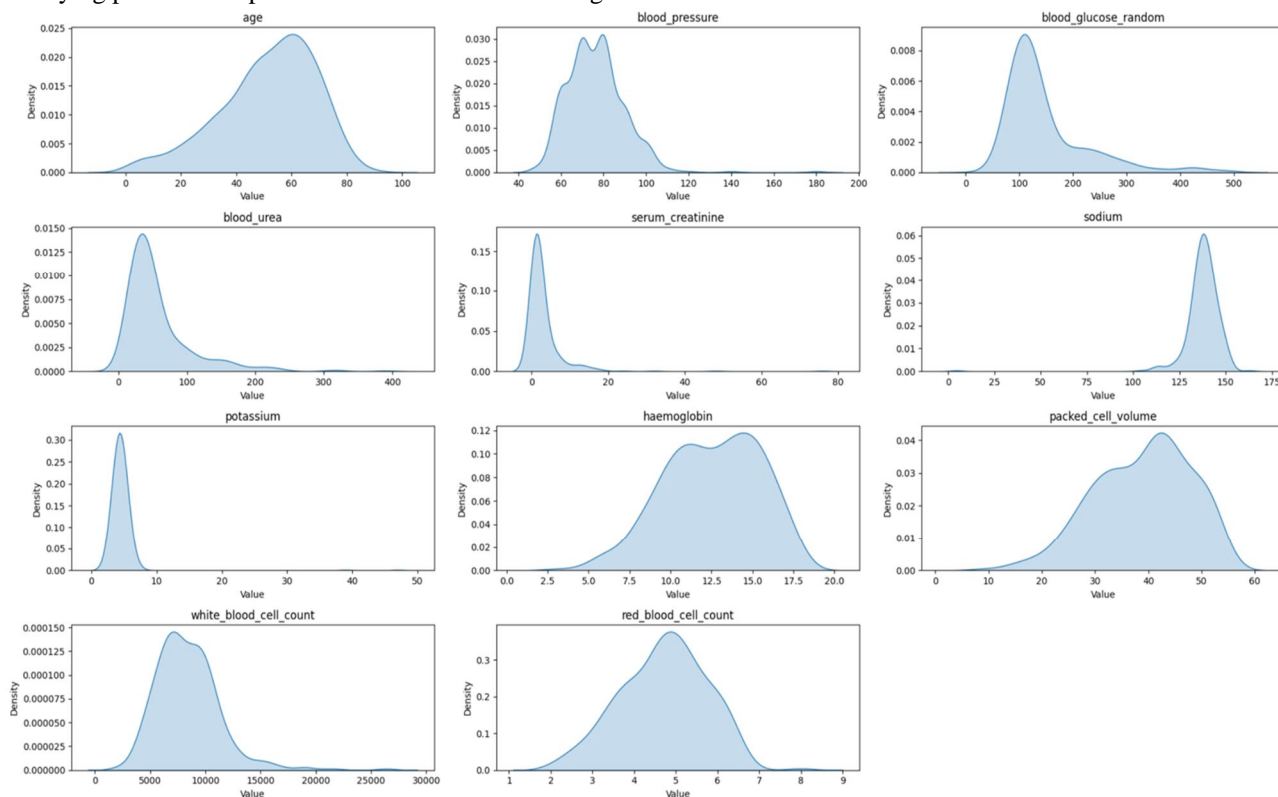 age
blood_pressure
blood_glucose_random
0.025
0.020
0.015
0.010
0.005
0.000
Density
0 20 40 60 80 100
Value
0.030
0.025
0.020
0.015
0.010
0.005
0.000
Density
40 60 80 100 120 140 160 180 200
Value
0.008
0.006
0.004
0.002
0.000
Density
0 100 200 300 400 500
Value
blood_urea
serum_creatinine
sodium
0.0150
0.0125
0.0100
0.0075
0.0050
0.0025
0.0000
Density
0 100 200 300 400
Value
0.15
0.10
0.05
0.00
Density
0 20 40 60 80
Value
0.06
0.05
0.04
0.03
0.02
0.01
0.00
Density
0 25 50 75 100 125 150 175
Value
potassium
haemoglobin
packed_cell_volume
0.30
0.25
0.20
0.15
0.10
0.05
0.00
Density
0 10 20 30 40 50
Value
0.12
0.10
0.08
0.06
0.04
0.02
0.00
Density
0.0 2.5 5.0 7.5 10.0 12.5 15.0 17.5 20.0
Value
0.04
0.03
0.02
0.01
0.00
Density
0 10 20 30 40 50 60
Value
white_blood_cell_count
red_blood_cell_count
0.000150
0.000125
0.000100
0.000075
0.000050
0.000025
0.000000
Density
0 5000 10000 15000 20000 25000 30000
Value
0.3
0.2
0.1
0.0
Density
1 2 3 4 5 6 7 8 9
Value